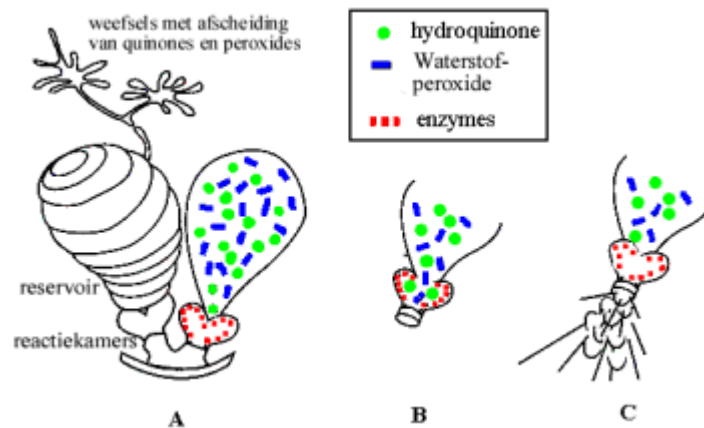 weefsels met afscheiding
van quinones en peroxides
hydroquinone
Waterstof-
peroxide
enzymes
reservoir
reactiekamers
A
B
C